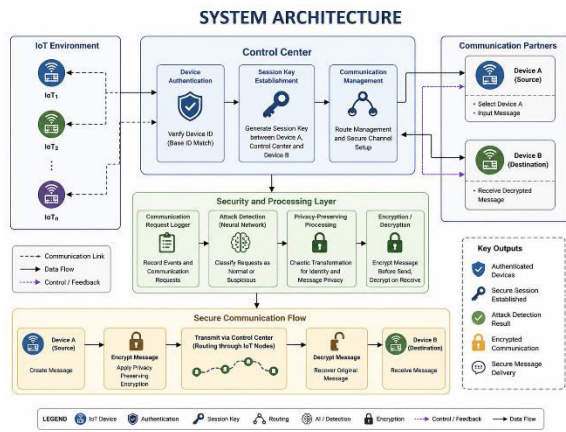 SYSTEM ARCHITECTURE
IoT Environment
IoT1
IoT2
IoTn
Communication Link
Data Flow
Control / Feedback
Control Center
Device
Authentication
Verify Device ID
(Base ID Match)
Session Key
Establishment
Generate Session Key
between Device A,
Control Center and
Device B
Communication
Management
Route Management
and Secure Channel
Setup
Communication Partners
Device A
(Source)
• Select Device A
• Input Message
Device B
(Destination)
• Receive Decrypted
Message
Security and Processing Layer
Communication
Request Logger
Record Events and
Communication
Requests
Attack Detection
(Neural Network)
Classify Requests as
Normal or
Suspicious
Privacy-Preserving
Processing
Chastic Transformation
for Identity and
Message Privacy
Encryption /
Decryption
Encrypt Message
Before Send,
Decrypt on Receive
Key Outputs
Authenticated
Devices
Secure Session
Established
Attack Detection
Result
Encrypted
Communication
Secure Message
Delivery
Secure Communication Flow
Device A
(Source)
Create Message
Encrypt Message
Apply Privacy
Preserving
Encryption
Transmit via Control Center
(Routing through IoT Nodes)
Decrypt Message
Recover Original
Message
Device B
(Destination)
Receive Message
LEGEND
IoT Device
Authentication
Session Key
Routing
AI / Detection
Encryption
Control / Feedback
Data Flow